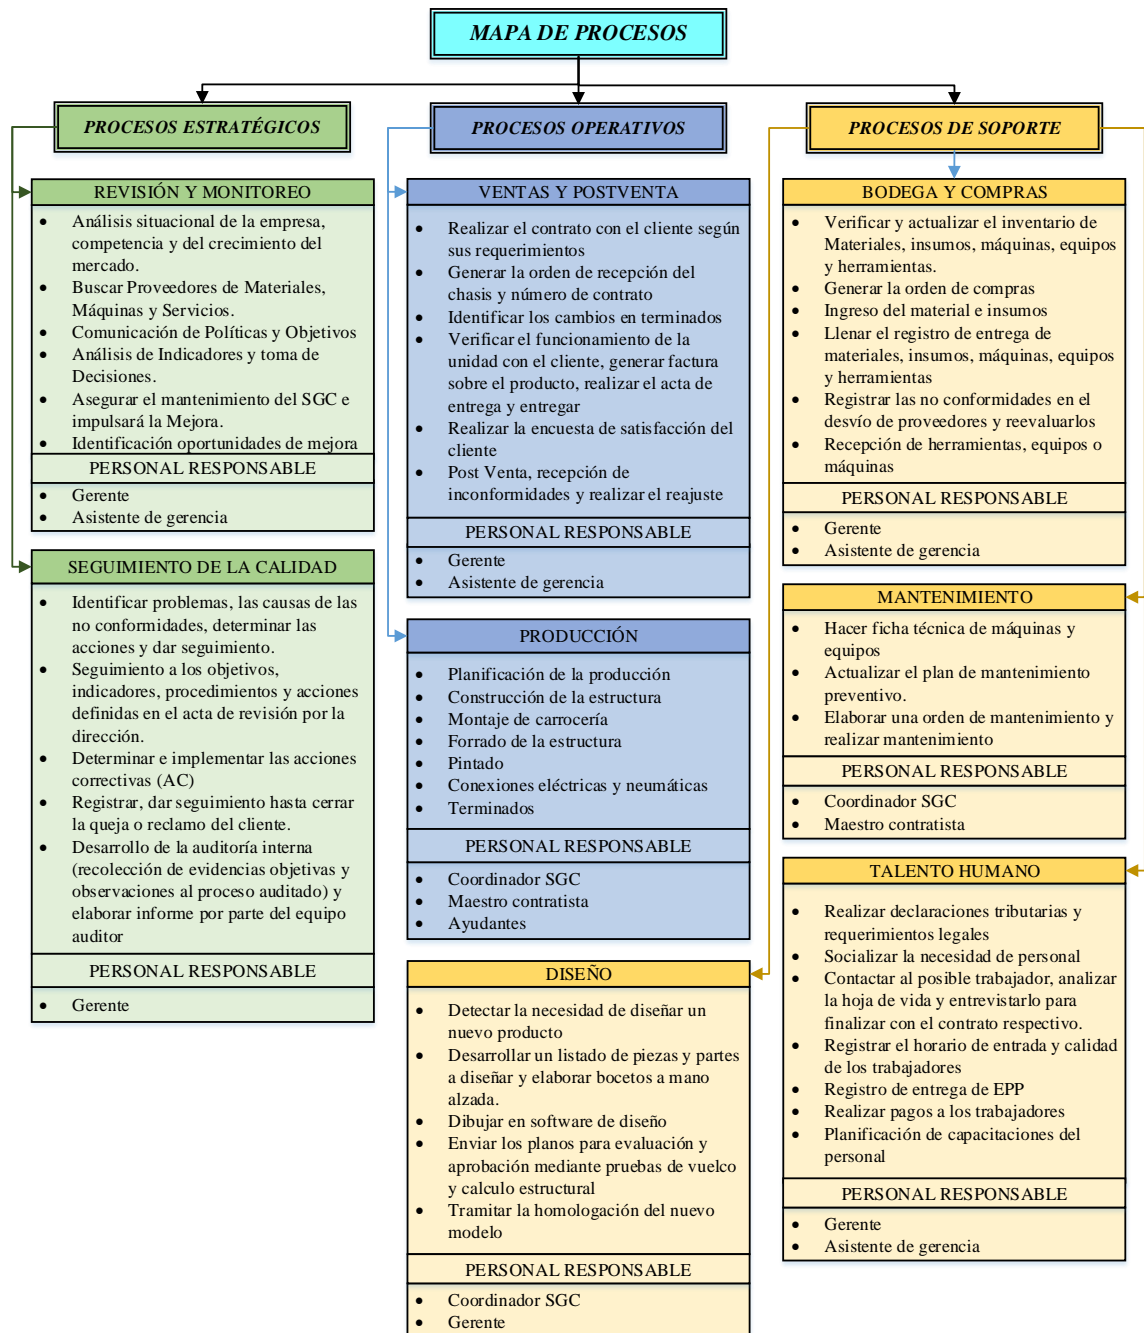 MAPA DE PROCESOS
PROCESOS ESTRATÉGICOS
REVISIÓN Y MONITOREO
• Análisis situacional de la empresa,
competencia y del crecimiento del
mercado.
• Buscar Proveedores de Materiales,
Máquinas y Servicios.
• Comunicación de Políticas y Objetivos
• Análisis de Indicadores y toma de
Decisiones.
• Asegurar el mantenimiento del SGC e
impulsará la Mejora.
• Identificación oportunidades de mejora
PERSONAL RESPONSABLE
• Gerente
• Asistente de gerencia
SEGUIMIENTO DE LA CALIDAD
• Identificar problemas, las causas de las
no conformidades, determinar las
acciones y dar seguimiento.
• Seguimiento a los objetivos,
indicadores, procedimientos y acciones
definidas en el acta de revisión por la
dirección.
• Determinar e implementar las acciones
correctivas (AC)
• Registrar, dar seguimiento hasta cerrar
la queja o reclamo del cliente.
• Desarrollo de la auditoría interna
(recolección de evidencias objetivas y
observaciones al proceso auditado) y
elaborar informe por parte del equipo
auditor
PERSONAL RESPONSABLE
• Gerente
PROCESOS OPERATIVOS
VENTAS Y POSTVENTA
• Realizar el contrato con el cliente según
sus requerimientos
• Generar la orden de recepción del
chasis y número de contrato
• Identificar los cambios en terminados
• Verificar el funcionamiento de la
unidad con el cliente, generar factura
sobre el producto, realizar el acta de
entrega y entregar
• Realizar la encuesta de satisfacción del
cliente
• Post Venta, recepción de
inconformidades y realizar el reajuste
PERSONAL RESPONSABLE
• Gerente
• Asistente de gerencia
PRODUCCIÓN
• Planificación de la producción
• Construcción de la estructura
• Montaje de carrocería
• Forrado de la estructura
• Pintado
• Conexiones eléctricas y neumáticas
• Terminados
PERSONAL RESPONSABLE
• Coordinador SGC
• Maestro contratista
• Ayudantes
DISEÑO
• Detectar la necesidad de diseñar un
nuevo producto
• Desarrollar un listado de piezas y partes
a diseñar y elaborar bocetos a mano
alzada.
• Dibujar en software de diseño
• Enviar los planos para evaluación y
aprobación mediante pruebas de vuelco
y calculo estructural
• Tramitar la homologación del nuevo
modelo
PERSONAL RESPONSABLE
• Coordinador SGC
• Gerente
PROCESOS DE SOPORTE
BODEGA Y COMPRAS
• Verificar y actualizar el inventario de
Materiales, insumos, máquinas, equipos
y herramientas.
• Generar la orden de compras
• Ingreso del material e insumos
• Llenar el registro de entrega de
materiales, insumos, máquinas, equipos
y herramientas
• Registrar las no conformidades en el
desvío de proveedores y reevaluarlos
• Recepción de herramientas, equipos o
máquinas
PERSONAL RESPONSABLE
• Gerente
• Asistente de gerencia
MANTENIMIENTO
• Hacer ficha técnica de máquinas y
equipos
• Actualizar el plan de mantenimiento
preventivo.
• Elaborar una orden de mantenimiento y
realizar mantenimiento
PERSONAL RESPONSABLE
• Coordinador SGC
• Maestro contratista
TALENTO HUMANO
• Realizar declaraciones tributarias y
requerimientos legales
• Socializar la necesidad de personal
• Contactar al posible trabajador, analizar
la hoja de vida y entrevistarlo para
finalizar con el contrato respectivo.
• Registrar el horario de entrada y calidad
de los trabajadores
• Registro de entrega de EPP
• Realizar pagos a los trabajadores
• Planificación de capacitaciones del
personal
PERSONAL RESPONSABLE
• Gerente
• Asistente de gerencia